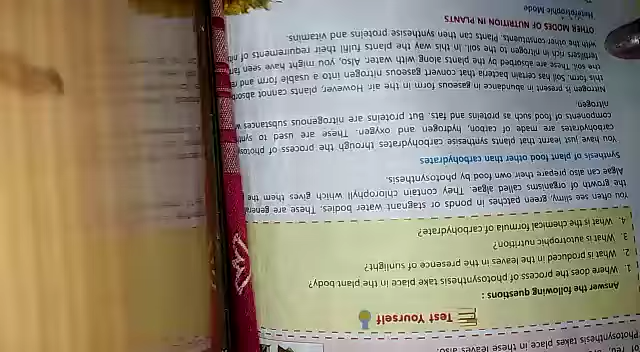 Photosynthesis takes place in these leaves also.
Test Yourself
Answer the following questions :
1. Where does the process of photosynthesis take place in the plant body?
2. What is produced in the leaves in the presence of sunlight?
3. What is autotrophic nutrition?
4. What is the chemical formula of carbohydrate?
You often see slimy, green patches in ponds or stagnant water bodies. These are
the growth of organisms called algae. They contain chlorophyll which gives them the
Algae can also prepare their own food by photosynthesis.
Synthesis of plant food other than carbohydrates
You have just learnt that plants synthesise carbohydrates through the process of
carbohydrates are made of carbon, hydrogen and oxygen. These are used to
components of food such as proteins and fats. But proteins are nitrogenous substances
nitrogen.
Nitrogen is present in abundance in gaseous form in the air. However, plants cannot
this form. Soil has certain bacteria that convert gaseous nitrogen into a usable form and
the soil. These are absorbed by the plants along with water. Also, you might have seen
fertilisers rich in nitrogen to the soil. In this way the plants fulfil their requirements of
with the other constituents. Plants can then synthesise proteins and vitamins.
OTHER MODES OF NUTRITION IN PLANTS
Heterotrophic Mode